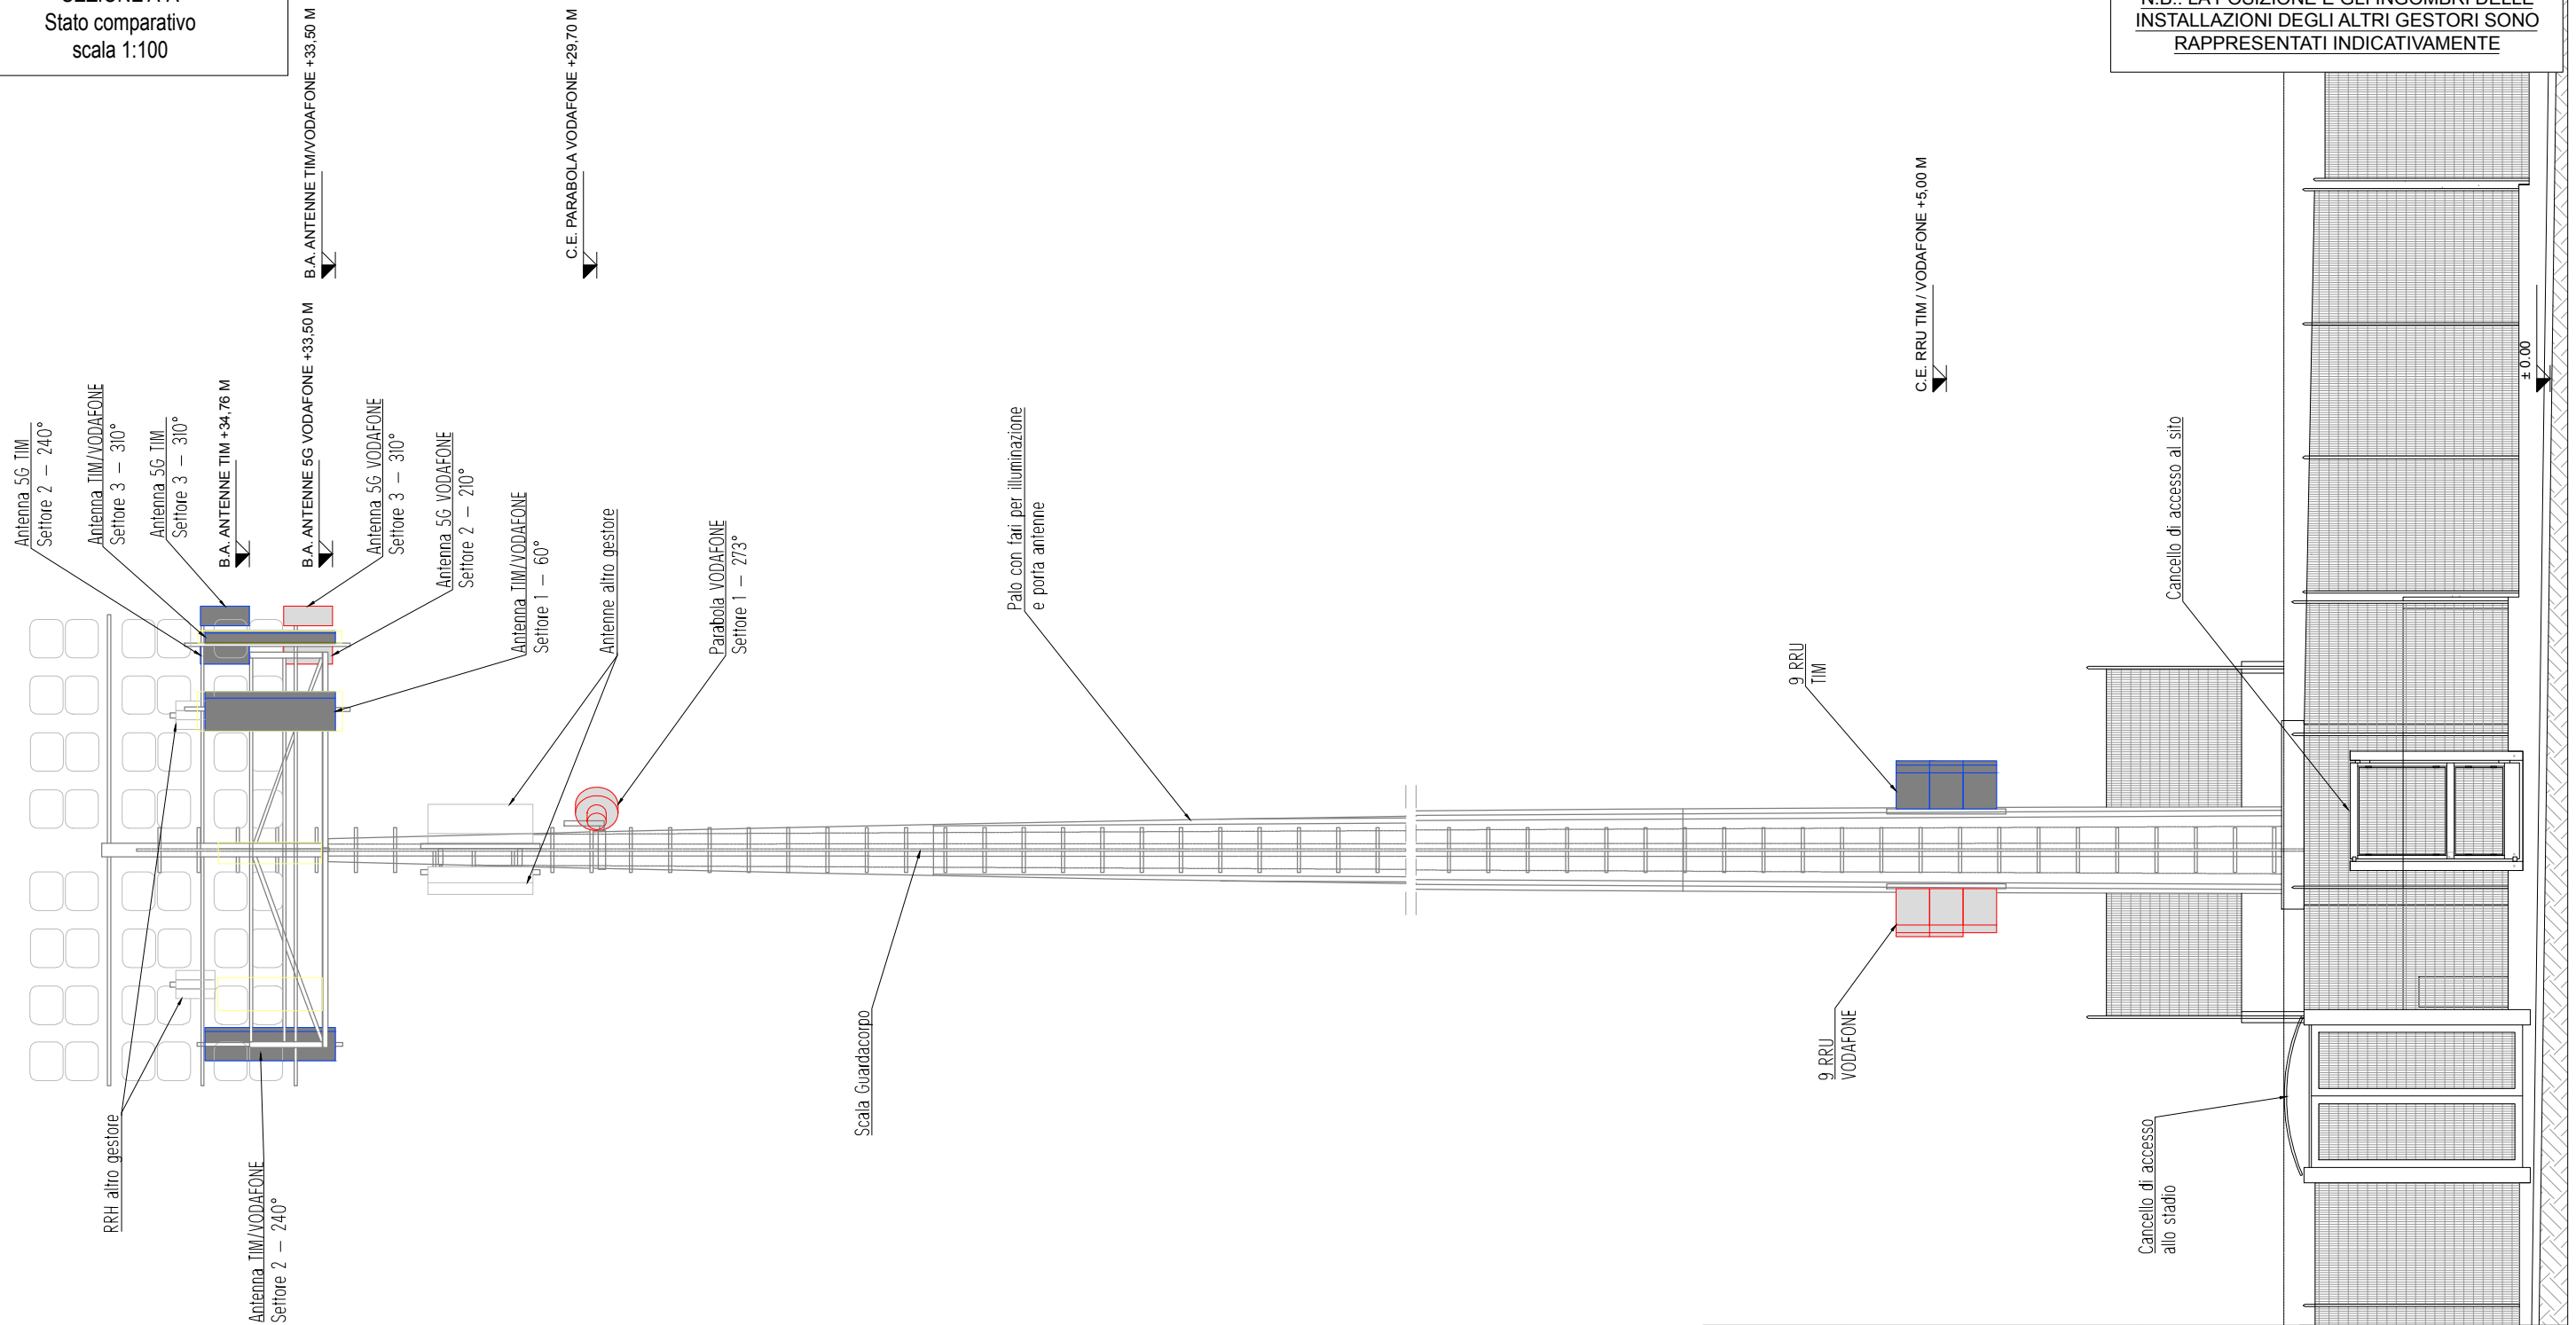 SEZIONE A-A
Stato comparativo
scala 1:100
N.B.: LA POSIZIONE E GLI INGOMBRI DELLE
INSTALLAZIONI DEGLI ALTRI GESTORI SONO
RAPPRESENTATI INDICATIVAMENTE
B.A. ANTENNE TIM/VODAFONE +33,50 M
C.E. PARABOLA VODAFONE +29,70 M
C.E. RRU TIM / VODAFONE +5,00 M
± 0.00
Antenna 5G TIM
Settore 2 - 240°
Antenna TIM/VODAFONE
Settore 3 - 310°
Antenna 5G TIM
Settore 3 - 310°
B.A. ANTENNE TIM +34,76 M
B.A. ANTENNE 5G VODAFONE +33,50 M
Antenna 5G VODAFONE
Settore 3 - 310°
Antenna 5G VODAFONE
Settore 2 - 210°
Antenna TIM/VODAFONE
Settore 1 - 60°
Antenne altro gestore
Parabola VODAFONE
Settore 1 - 273°
Palo con fari per illuminazione
e porta antenne
9 RRU
TIM
Cancello di accesso al sito
RRH altro gestore
Antenna TIM/VODAFONE
Settore 2 - 240°
Scala Guardacorpo
9 RRU
VODAFONE
Cancello di accesso
allo stadio